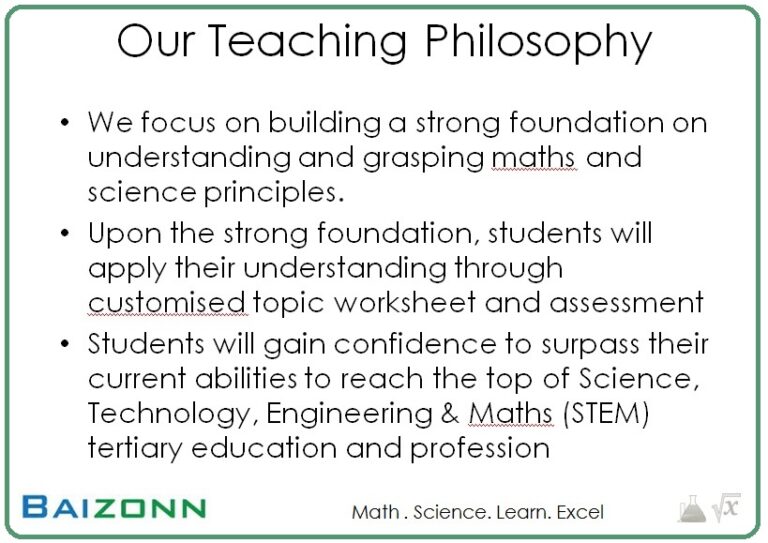 Our Teaching Philosophy
• We focus on building a strong foundation on
understanding and grasping maths and
science principles.
• Upon the strong foundation, students will
apply their understanding through
customised topic worksheet and assessment
• Students will gain confidence to surpass their
current abilities to reach the top of Science,
Technology, Engineering & Maths (STEM)
tertiary education and profession
BAIZONN
Math . Science. Learn. Excel
√x